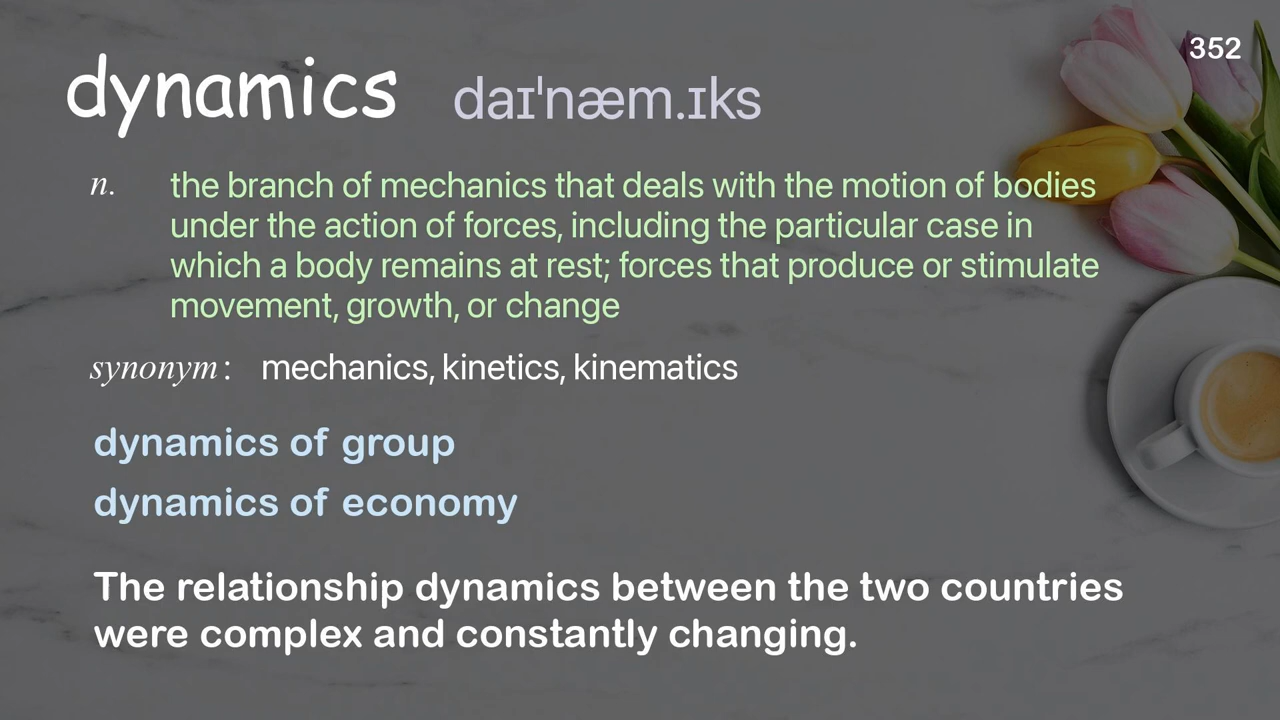 352
dynamics daɪˈnæm.ɪks
n. the branch of mechanics that deals with the motion of bodies
under the action of forces, including the particular case in
which a body remains at rest; forces that produce or stimulate
movement, growth, or change
synonym: mechanics, kinetics, kinematics
dynamics of group
dynamics of economy
The relationship dynamics between the two countries
were complex and constantly changing.